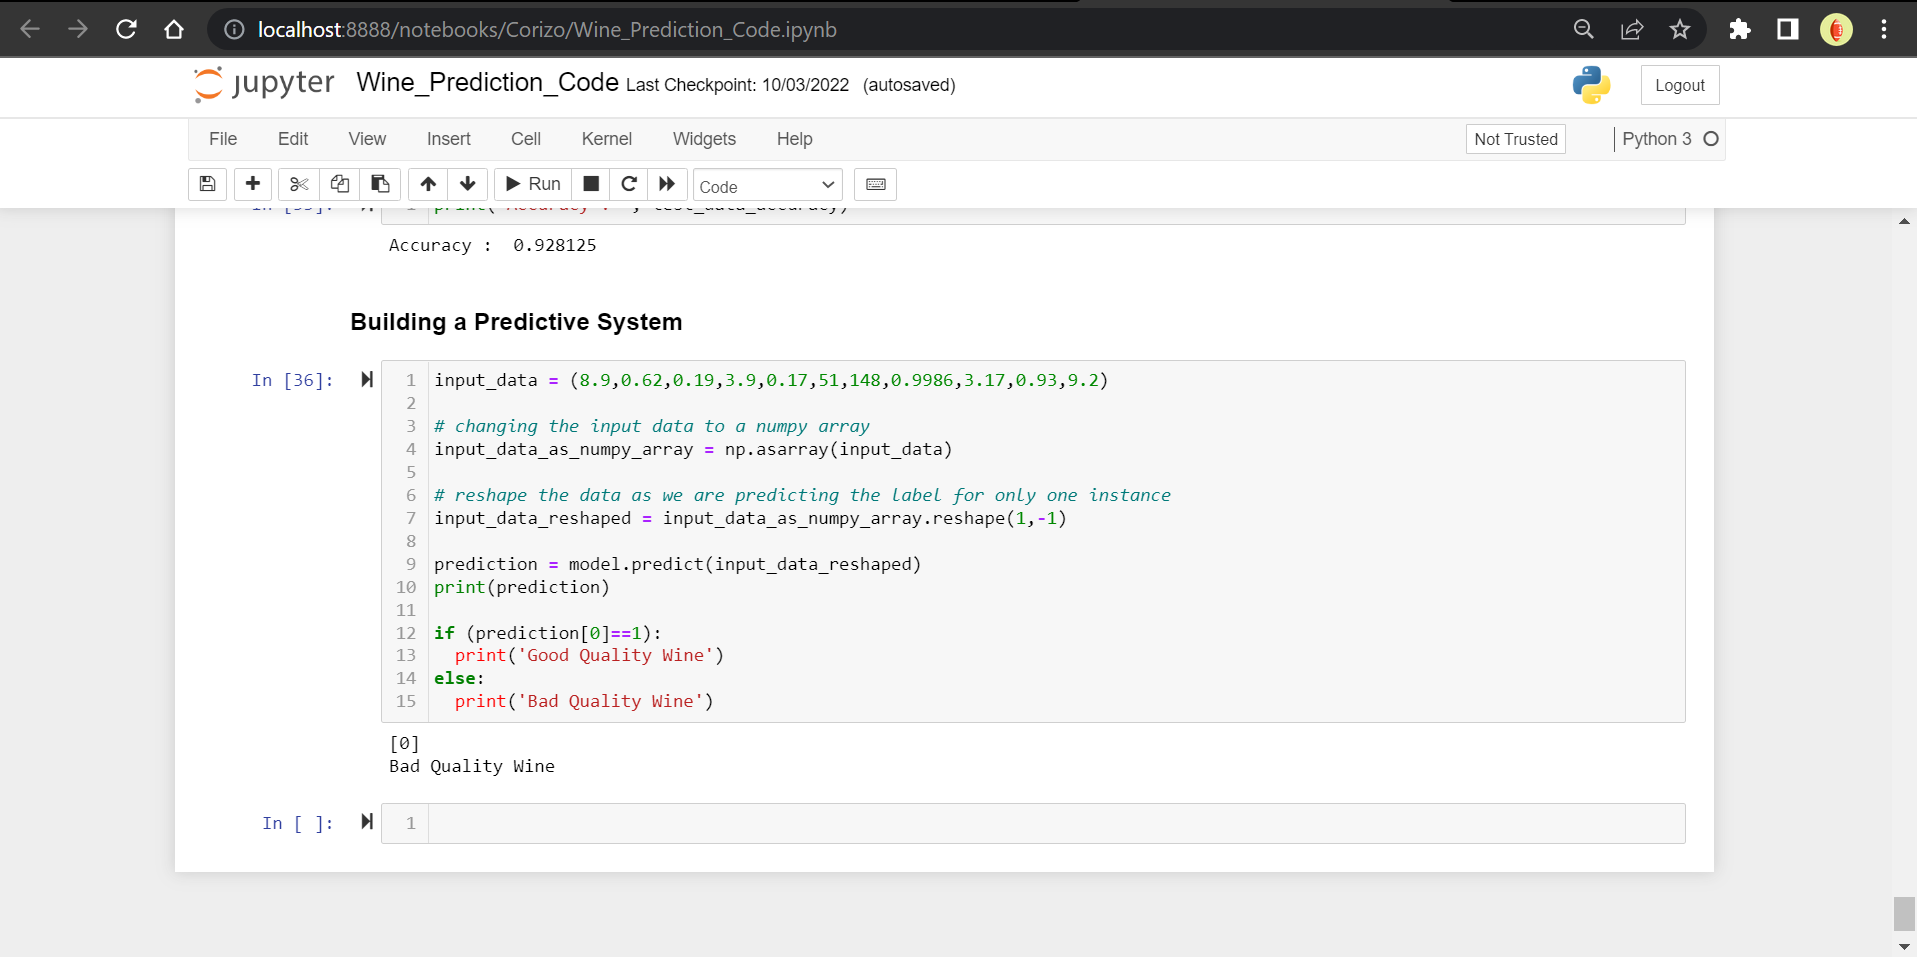 localhost:8888/notebooks/Corizo/Wine_Prediction_Code.ipynb
jupyter Wine_Prediction_Code Last Checkpoint: 10/03/2022 (autosaved) Logout
File Edit View Insert Cell Kernel Widgets Help Not Trusted Python 3
Run Code
In [35]: 1 print("Accuracy : ", test_data_accuracy)
Accuracy :  0.928125
Building a Predictive System
In [36]: 1 input_data = (8.9,0.62,0.19,3.9,0.17,51,148,0.9986,3.17,0.93,9.2)
2
3 # changing the input data to a numpy array
4 input_data_as_numpy_array = np.asarray(input_data)
5
6 # reshape the data as we are predicting the label for only one instance
7 input_data_reshaped = input_data_as_numpy_array.reshape(1,-1)
8
9 prediction = model.predict(input_data_reshaped)
10 print(prediction)
11
12 if (prediction[0]==1):
13   print('Good Quality Wine')
14 else:
15   print('Bad Quality Wine')
[0]
Bad Quality Wine
In [ ]: 1